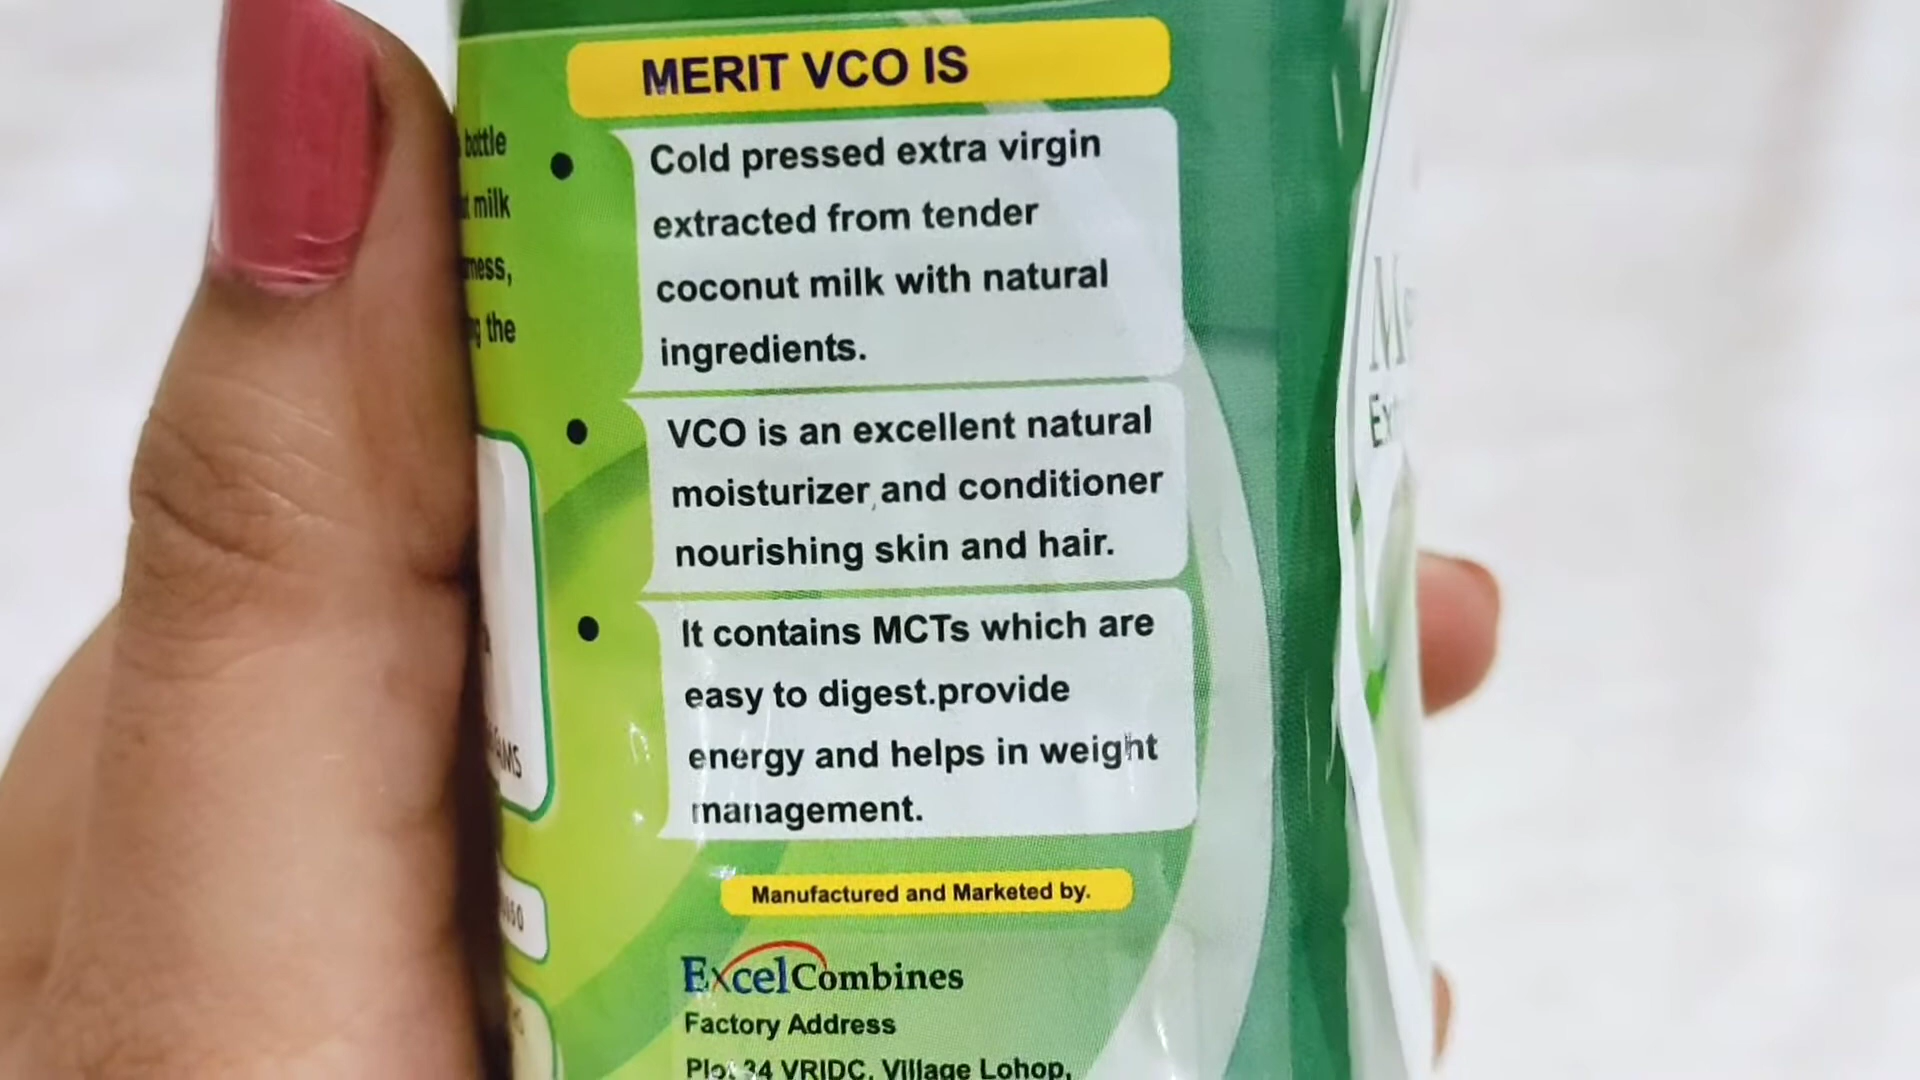 MERIT VCO IS
bottle
milk
the
• Cold pressed extra virgin
extracted from tender
coconut milk with natural
ingredients.
• VCO is an excellent natural
moisturizer,and conditioner
nourishing skin and hair.
• It contains MCTs which are
easy to digest.provide
energy and helps in weight
management.
Manufactured and Marketed by.
ExcelCombines
Factory Address
Plot 34 VRIDC, Village Lohop,